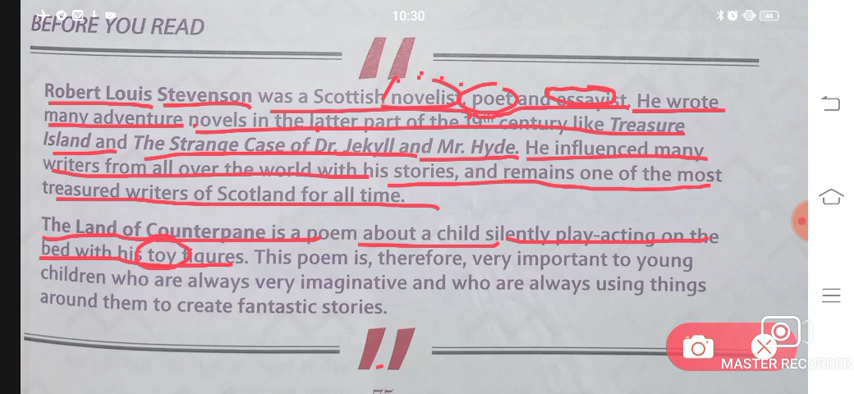 10:30
BEFORE YOU READ
Robert Louis Stevenson was a Scottish novelist, poet and essayist. He wrote
many adventure novels in the latter part of the 19th century like Treasure
Island and The Strange Case of Dr. Jekyll and Mr. Hyde. He influenced many
writers from all over the world with his stories, and remains one of the most
treasured writers of Scotland for all time.
The Land of Counterpane is a poem about a child silently play-acting on the
bed with his toy figures. This poem is, therefore, very important to young
children who are always very imaginative and who are always using things
around them to create fantastic stories.
MASTER RECORDER